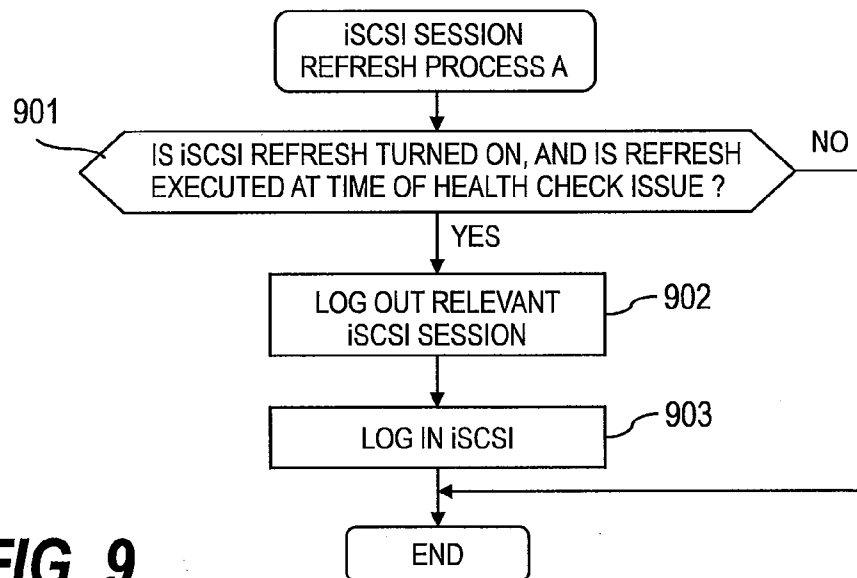 iSCSI SESSION
REFRESH PROCESS A
901
IS iSCSI REFRESH TURNED ON, AND IS REFRESH
EXECUTED AT TIME OF HEALTH CHECK ISSUE ?
NO
YES
LOG OUT RELEVANT
iSCSI SESSION
902
LOG IN iSCSI
903
END
FIG. 9